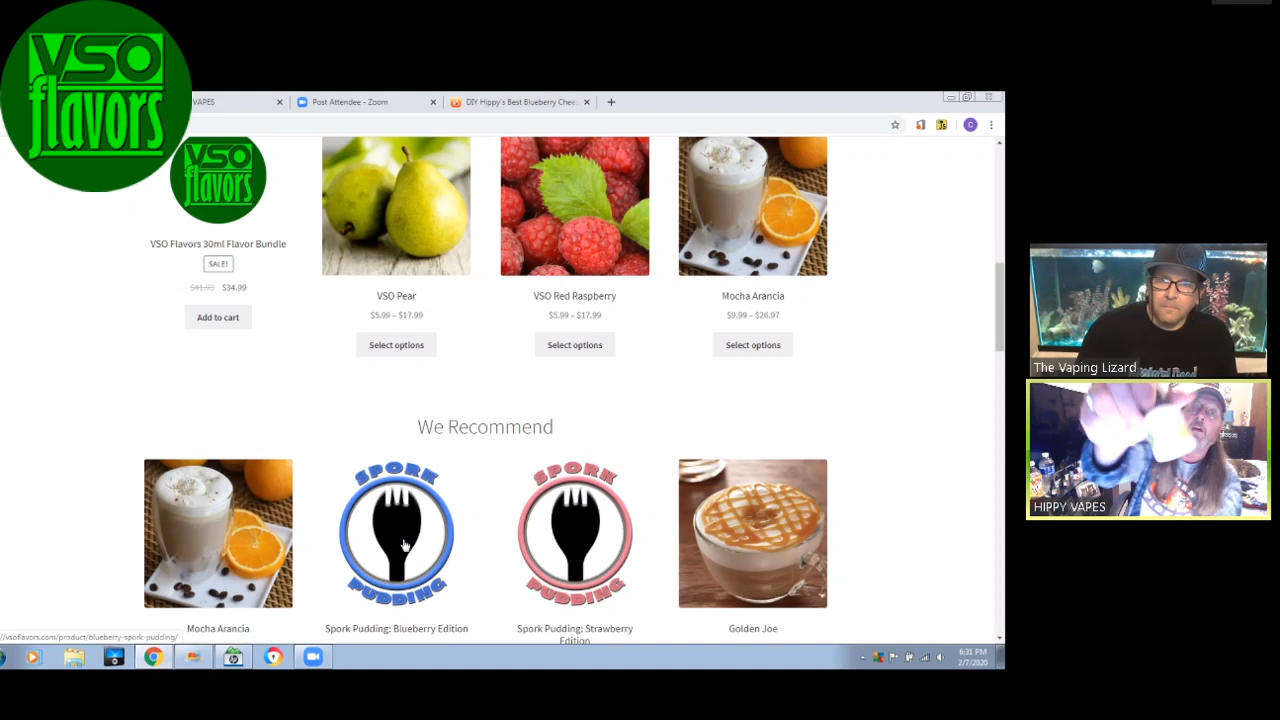 VSO
flavors
VAPES
Post Attendee - Zoom
DIY Hippy's Best Blueberry Chee
VSO
flavors
VSO Flavors 30ml Flavor Bundle
SALE!
$41.93 $34.99
Add to cart
VSO Pear
$5.99 – $17.99
Select options
VSO Red Raspberry
$5.99 – $17.99
Select options
Mocha Arancia
$9.99 – $26.97
Select options
We Recommend
SPORK
PUDDING
SPORK
PUDDING
Mocha Arancia
Spork Pudding: Blueberry Edition
Spork Pudding: Strawberry
Edition
Golden Joe
//vsoflavors.com/product/blueberry-spork-pudding/
6:31 PM
2/7/2020
The Vaping Lizard
HIPPY VAPES